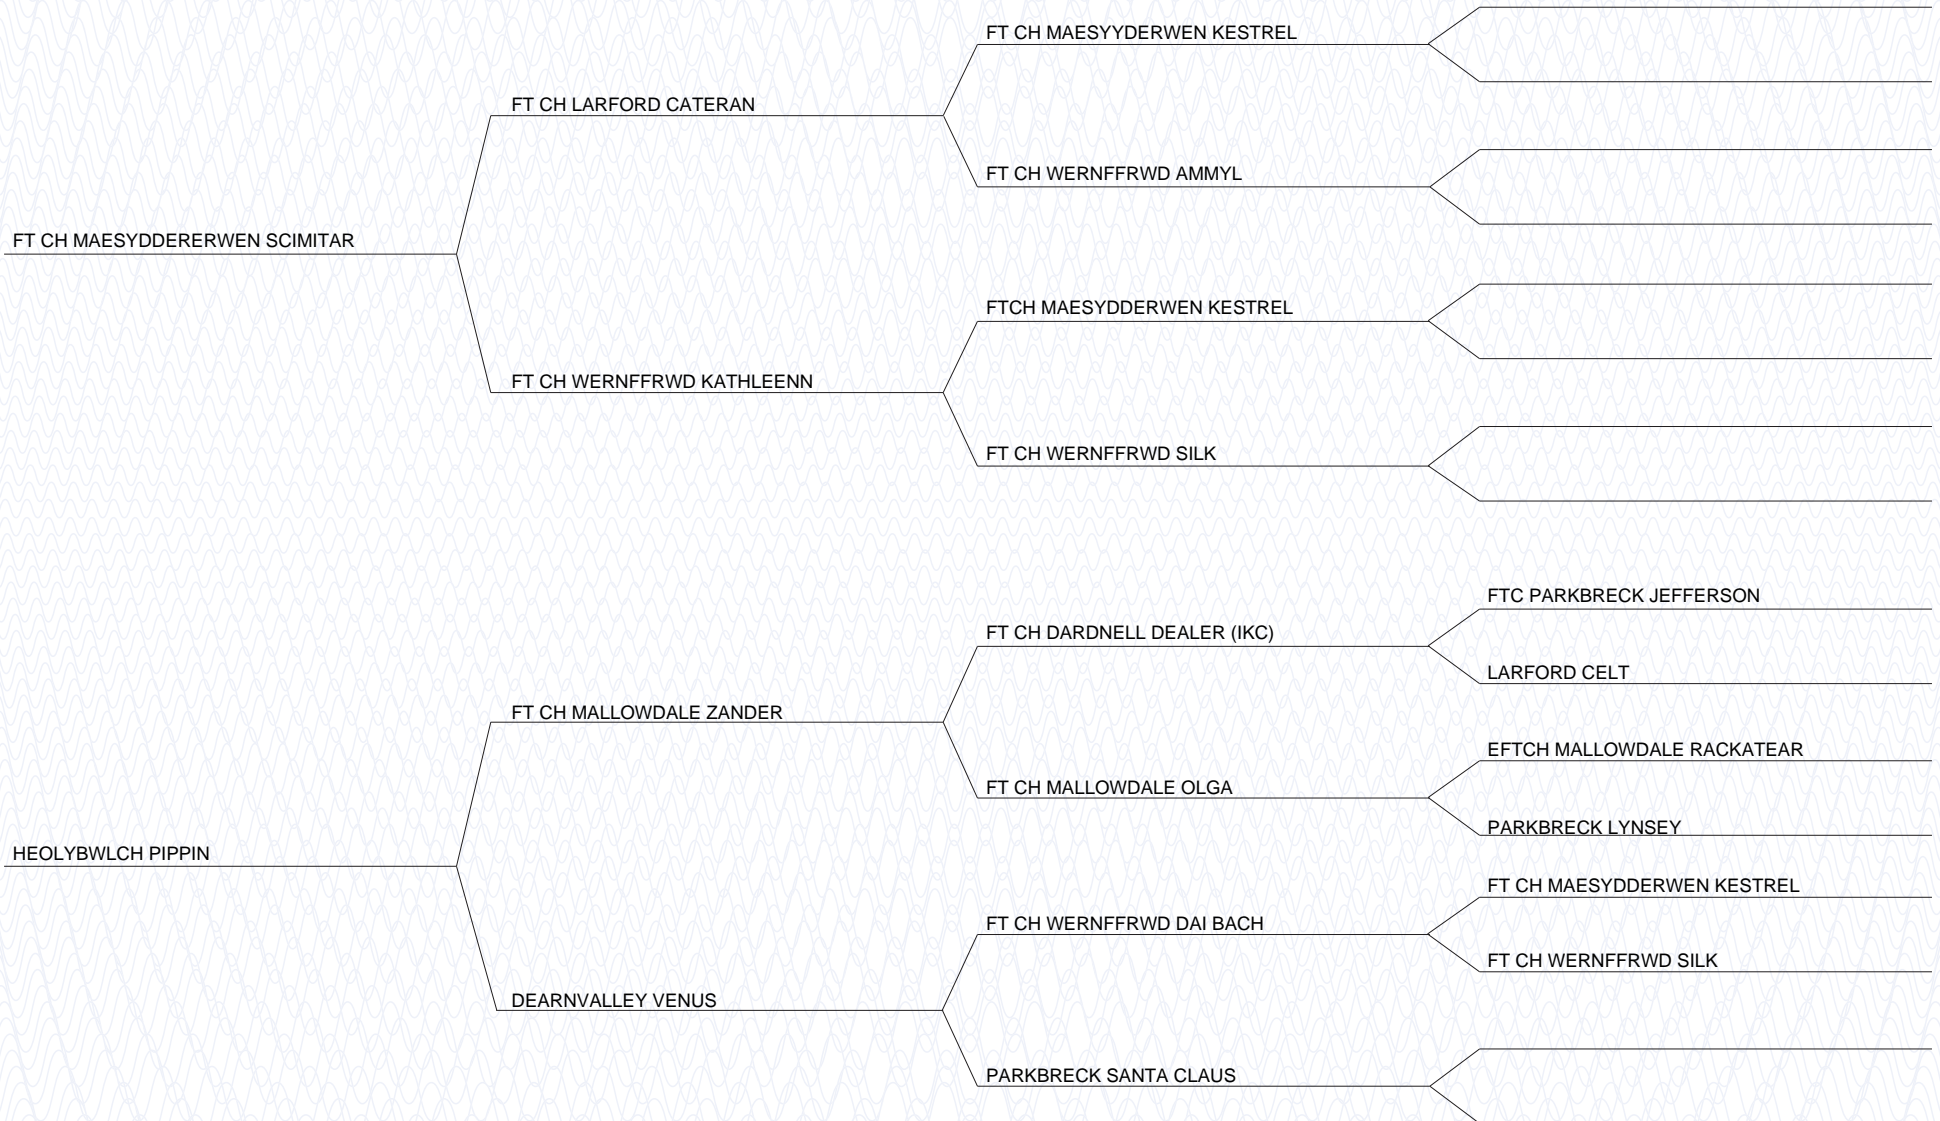 FT CH MAESYYDERWEN KESTREL
FT CH LARFORD CATERAN
FT CH WERNFFRWD AMMYL
FT CH MAESYDDERERWEN SCIMITAR
FTCH MAESYDDERWEN KESTREL
FT CH WERNFFRWD KATHLEENN
FT CH WERNFFRWD SILK
FTC PARKBRECK JEFFERSON
FT CH DARDNELL DEALER (IKC)
LARFORD CELT
FT CH MALLOWDALE ZANDER
EFTCH MALLOWDALE RACKATEAR
FT CH MALLOWDALE OLGA
PARKBRECK LYNSEY
HEOLYBWLCH PIPPIN
FT CH MAESYDDERWEN KESTREL
FT CH WERNFFRWD DAI BACH
FT CH WERNFFRWD SILK
DEARNVALLEY VENUS
PARKBRECK SANTA CLAUS